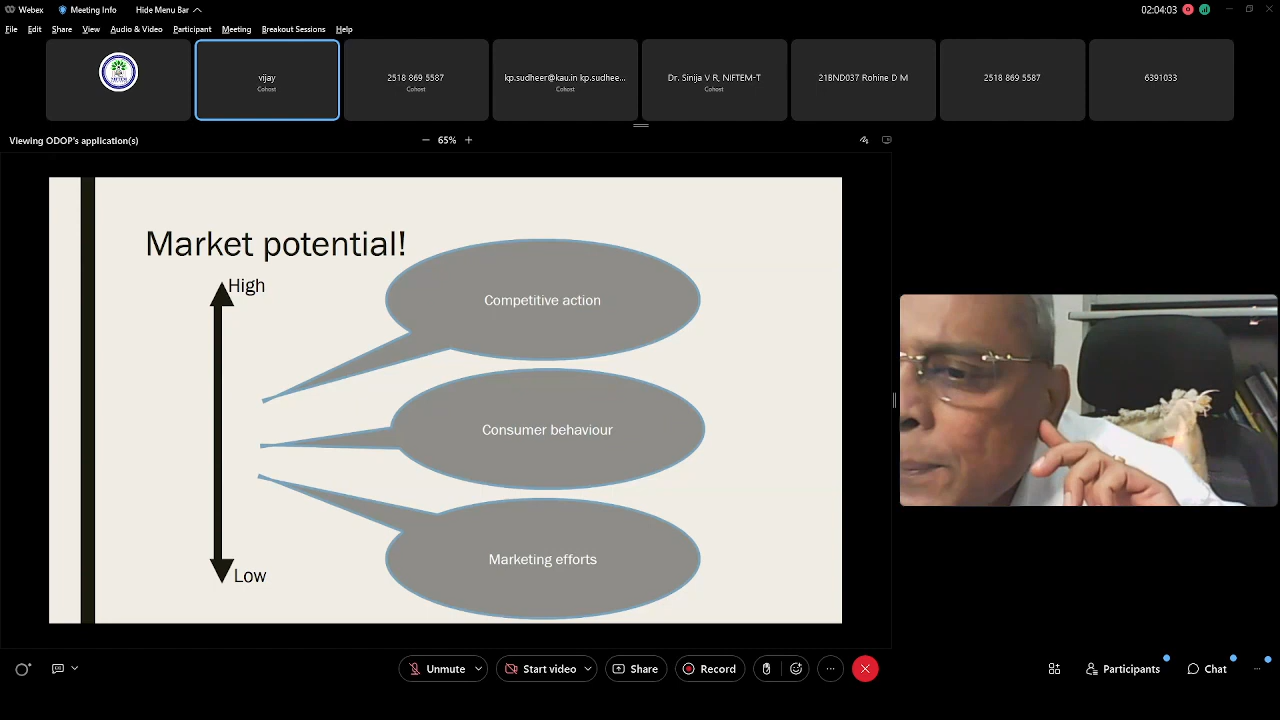 Webex
Meeting Info
Hide Menu Bar
02:04:03
File Edit Share View Audio & Video Participant Meeting Breakout Sessions Help
vijay
Cohost
2518 869 5587
Cohost
kp.sudheer@kau.in kp.sudhee...
Cohost
Dr. Sinija V R, NIFTEM-T
Cohost
21BND037 Rohine D M
2518 869 5587
6391033
Viewing ODOP's application(s)
65%
Market potential!
High
Competitive action
Consumer behaviour
Marketing efforts
Low
Unmute
Start video
Share
Record
Participants
Chat